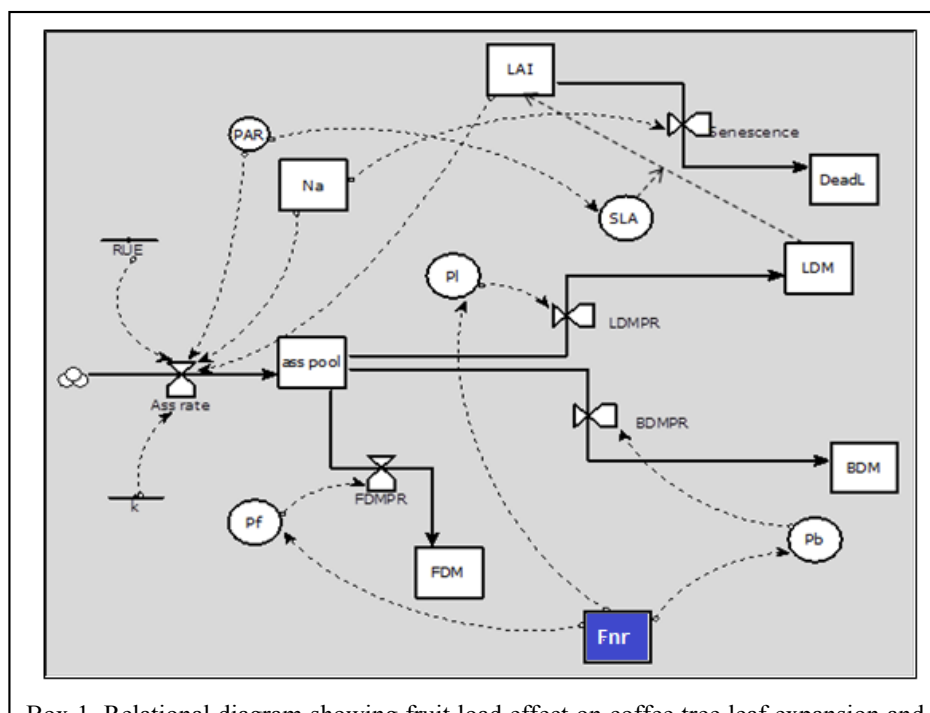 LAI
PAR
Senescence
Na
DeadL
SLA
RUE
LDM
Pl
LDMPR
ass pool
Ass rate
BDMPR
BDM
k
FDMPR
Pf
Pb
FDM
Fnr
Box 1. Relational diagram showing fruit load effect on coffee tree leaf expansion and